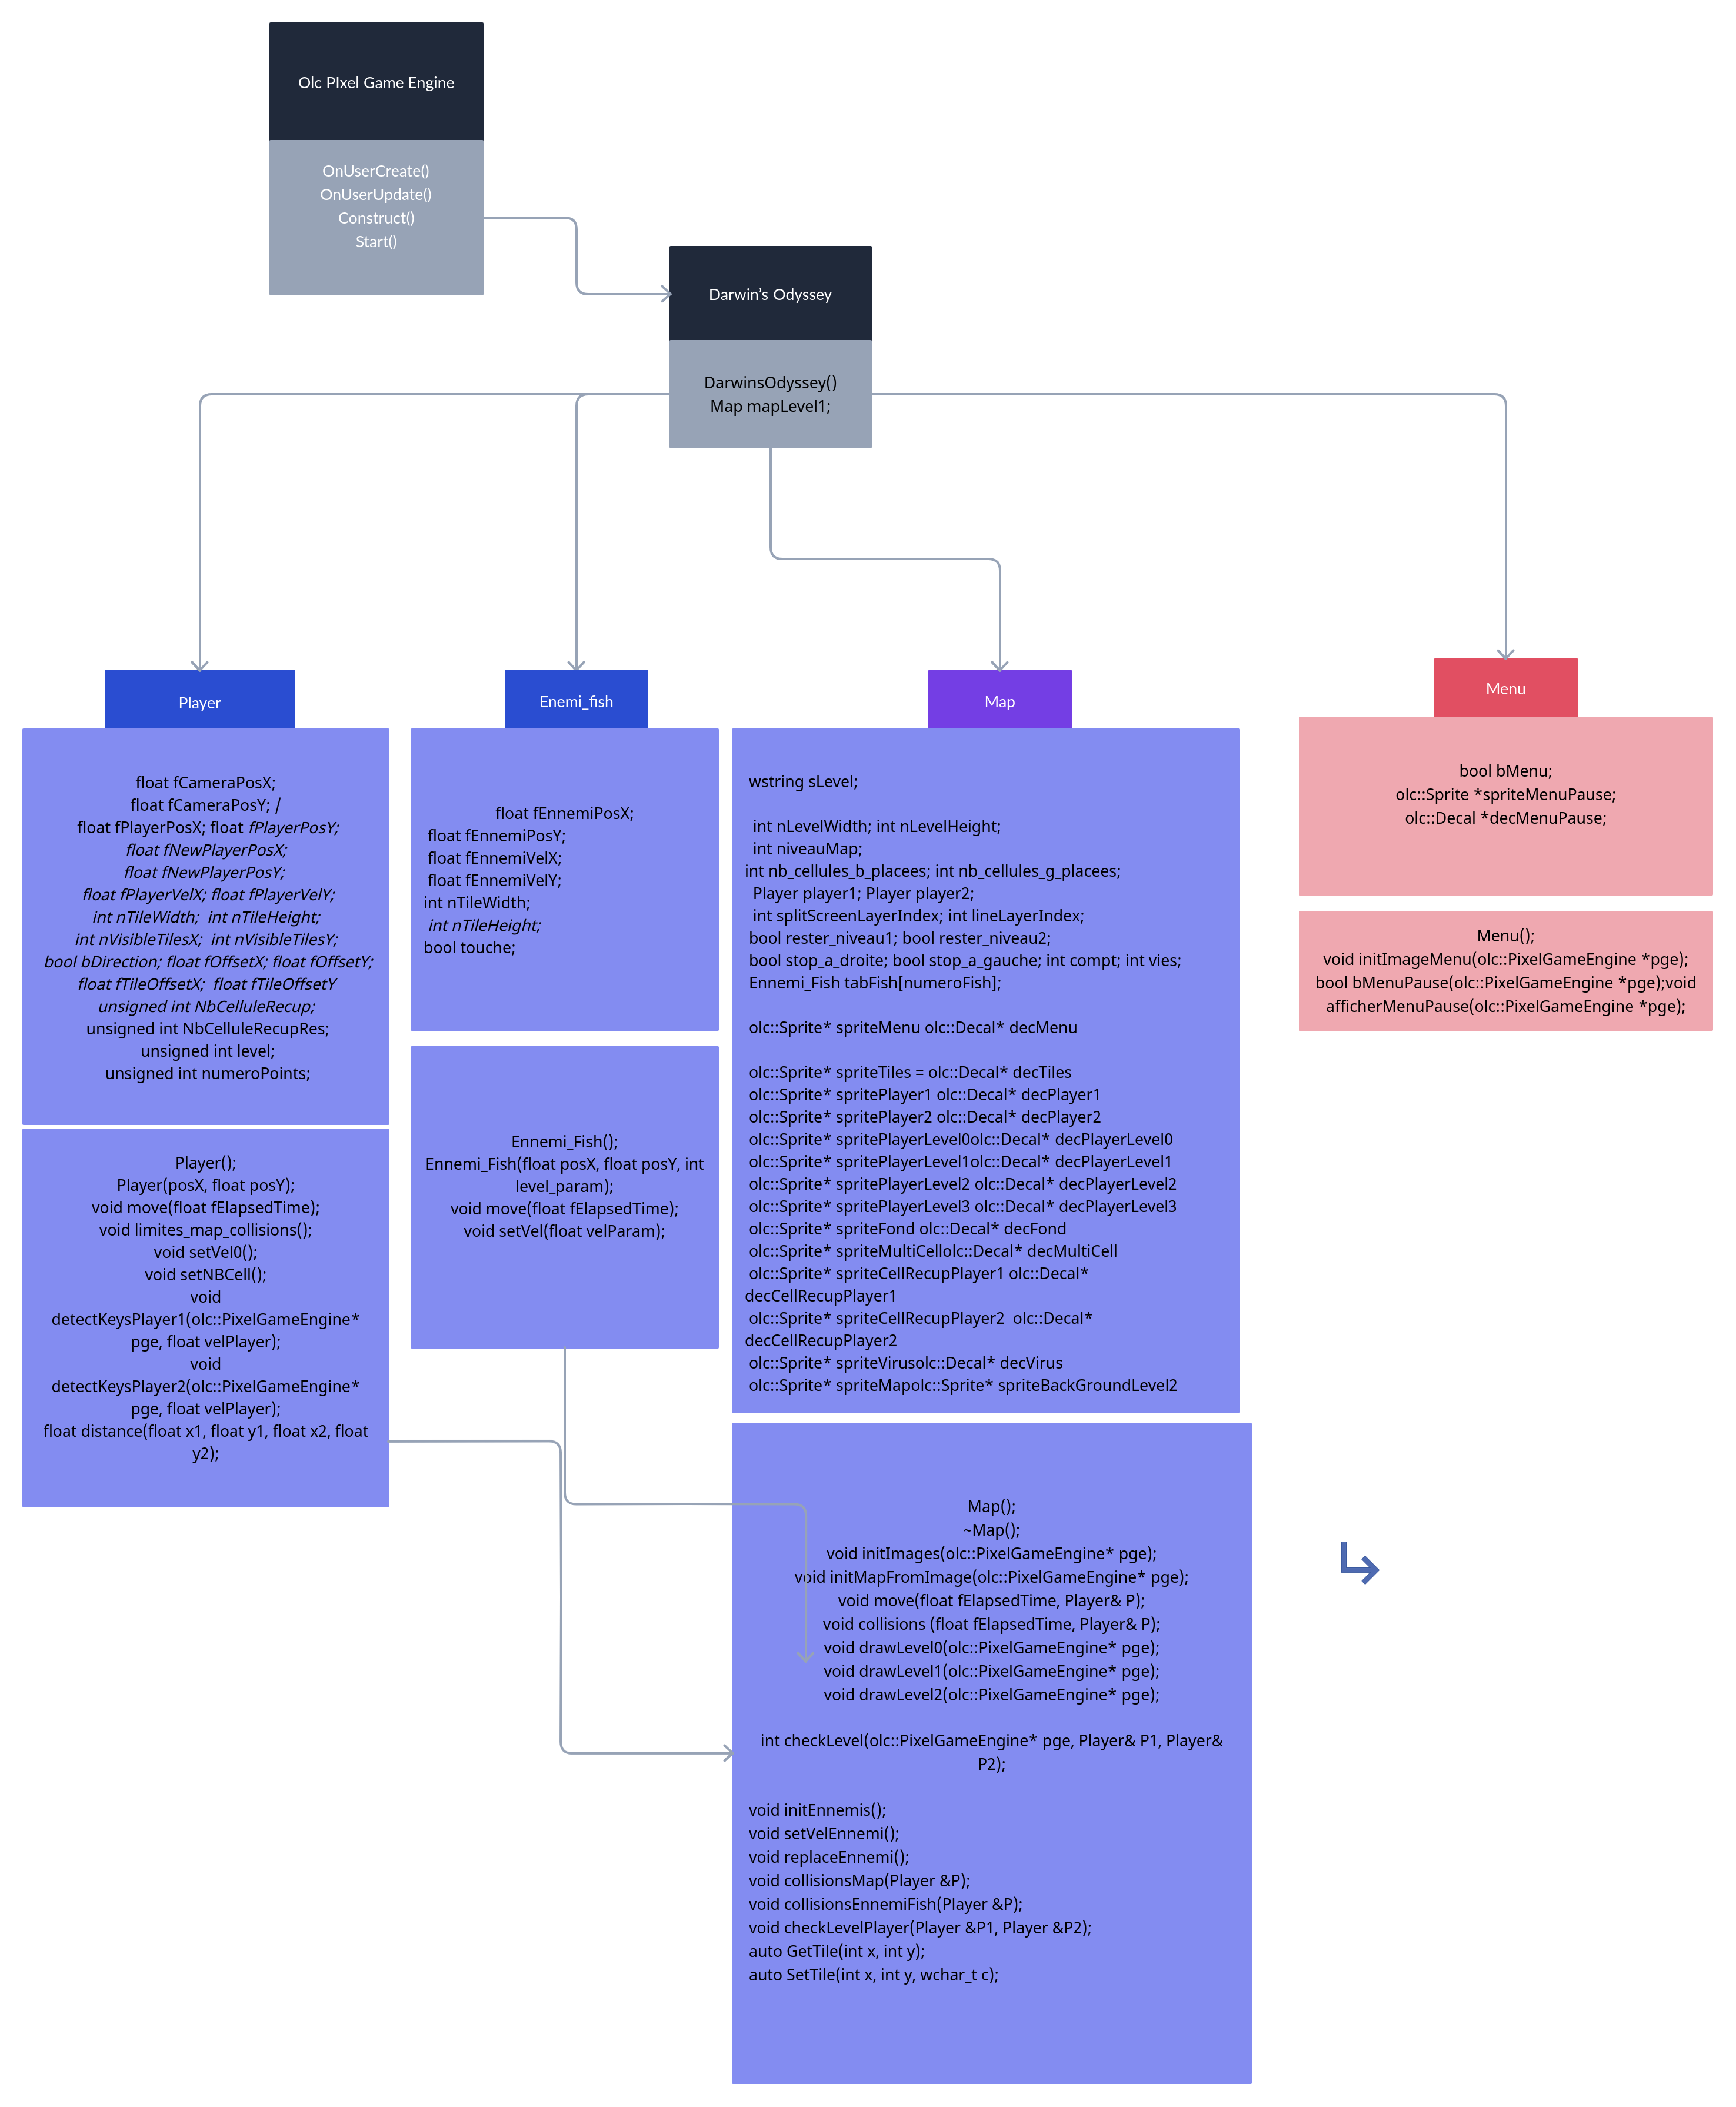 Olc PIxel Game Engine
OnUserCreate()
OnUserUpdate()
Construct()
Start()
Darwin’s Odyssey
DarwinsOdyssey()
Map mapLevel1;
Player
float fCameraPosX;
float fCameraPosY; /
float fPlayerPosX; float fPlayerPosY;
float fNewPlayerPosX;
float fNewPlayerPosY;
float fPlayerVelX; float fPlayerVelY;
int nTileWidth;  int nTileHeight;
int nVisibleTilesX;  int nVisibleTilesY;
bool bDirection; float fOffsetX; float fOffsetY;
float fTileOffsetX;  float fTileOffsetY
unsigned int NbCelluleRecup;
unsigned int NbCelluleRecupRes;
unsigned int level;
unsigned int numeroPoints;
Player();
Player(posX, float posY);
void move(float fElapsedTime);
void limites_map_collisions();
void setVel0();
void setNBCell();
void
detectKeysPlayer1(olc::PixelGameEngine*
pge, float velPlayer);
void
detectKeysPlayer2(olc::PixelGameEngine*
pge, float velPlayer);
float distance(float x1, float y1, float x2, float
y2);
Enemi_fish
float fEnnemiPosX;
float fEnnemiPosY;
float fEnnemiVelX;
float fEnnemiVelY;
int nTileWidth;
int nTileHeight;
bool touche;
Ennemi_Fish();
Ennemi_Fish(float posX, float posY, int
level_param);
void move(float fElapsedTime);
void setVel(float velParam);
Map
wstring sLevel;
int nLevelWidth; int nLevelHeight;
int niveauMap;
int nb_cellules_b_placees; int nb_cellules_g_placees;
Player player1; Player player2;
int splitScreenLayerIndex; int lineLayerIndex;
bool rester_niveau1; bool rester_niveau2;
bool stop_a_droite; bool stop_a_gauche; int compt; int vies;
Ennemi_Fish tabFish[numeroFish];
olc::Sprite* spriteMenu olc::Decal* decMenu
olc::Sprite* spriteTiles = olc::Decal* decTiles
olc::Sprite* spritePlayer1 olc::Decal* decPlayer1
olc::Sprite* spritePlayer2 olc::Decal* decPlayer2
olc::Sprite* spritePlayerLevel0olc::Decal* decPlayerLevel0
olc::Sprite* spritePlayerLevel1olc::Decal* decPlayerLevel1
olc::Sprite* spritePlayerLevel2 olc::Decal* decPlayerLevel2
olc::Sprite* spritePlayerLevel3 olc::Decal* decPlayerLevel3
olc::Sprite* spriteFond olc::Decal* decFond
olc::Sprite* spriteMultiCellolc::Decal* decMultiCell
olc::Sprite* spriteCellRecupPlayer1 olc::Decal*
decCellRecupPlayer1
olc::Sprite* spriteCellRecupPlayer2  olc::Decal*
decCellRecupPlayer2
olc::Sprite* spriteVirusolc::Decal* decVirus
olc::Sprite* spriteMapolc::Sprite* spriteBackGroundLevel2
Map();
~Map();
void initImages(olc::PixelGameEngine* pge);
void initMapFromImage(olc::PixelGameEngine* pge);
void move(float fElapsedTime, Player& P);
void collisions (float fElapsedTime, Player& P);
void drawLevel0(olc::PixelGameEngine* pge);
void drawLevel1(olc::PixelGameEngine* pge);
void drawLevel2(olc::PixelGameEngine* pge);
int checkLevel(olc::PixelGameEngine* pge, Player& P1, Player&
P2);
void initEnnemis();
void setVelEnnemi();
void replaceEnnemi();
void collisionsMap(Player &P);
void collisionsEnnemiFish(Player &P);
void checkLevelPlayer(Player &P1, Player &P2);
auto GetTile(int x, int y);
auto SetTile(int x, int y, wchar_t c);
Menu
bool bMenu;
olc::Sprite *spriteMenuPause;
olc::Decal *decMenuPause;
Menu();
void initImageMenu(olc::PixelGameEngine *pge);
bool bMenuPause(olc::PixelGameEngine *pge);void
afficherMenuPause(olc::PixelGameEngine *pge);